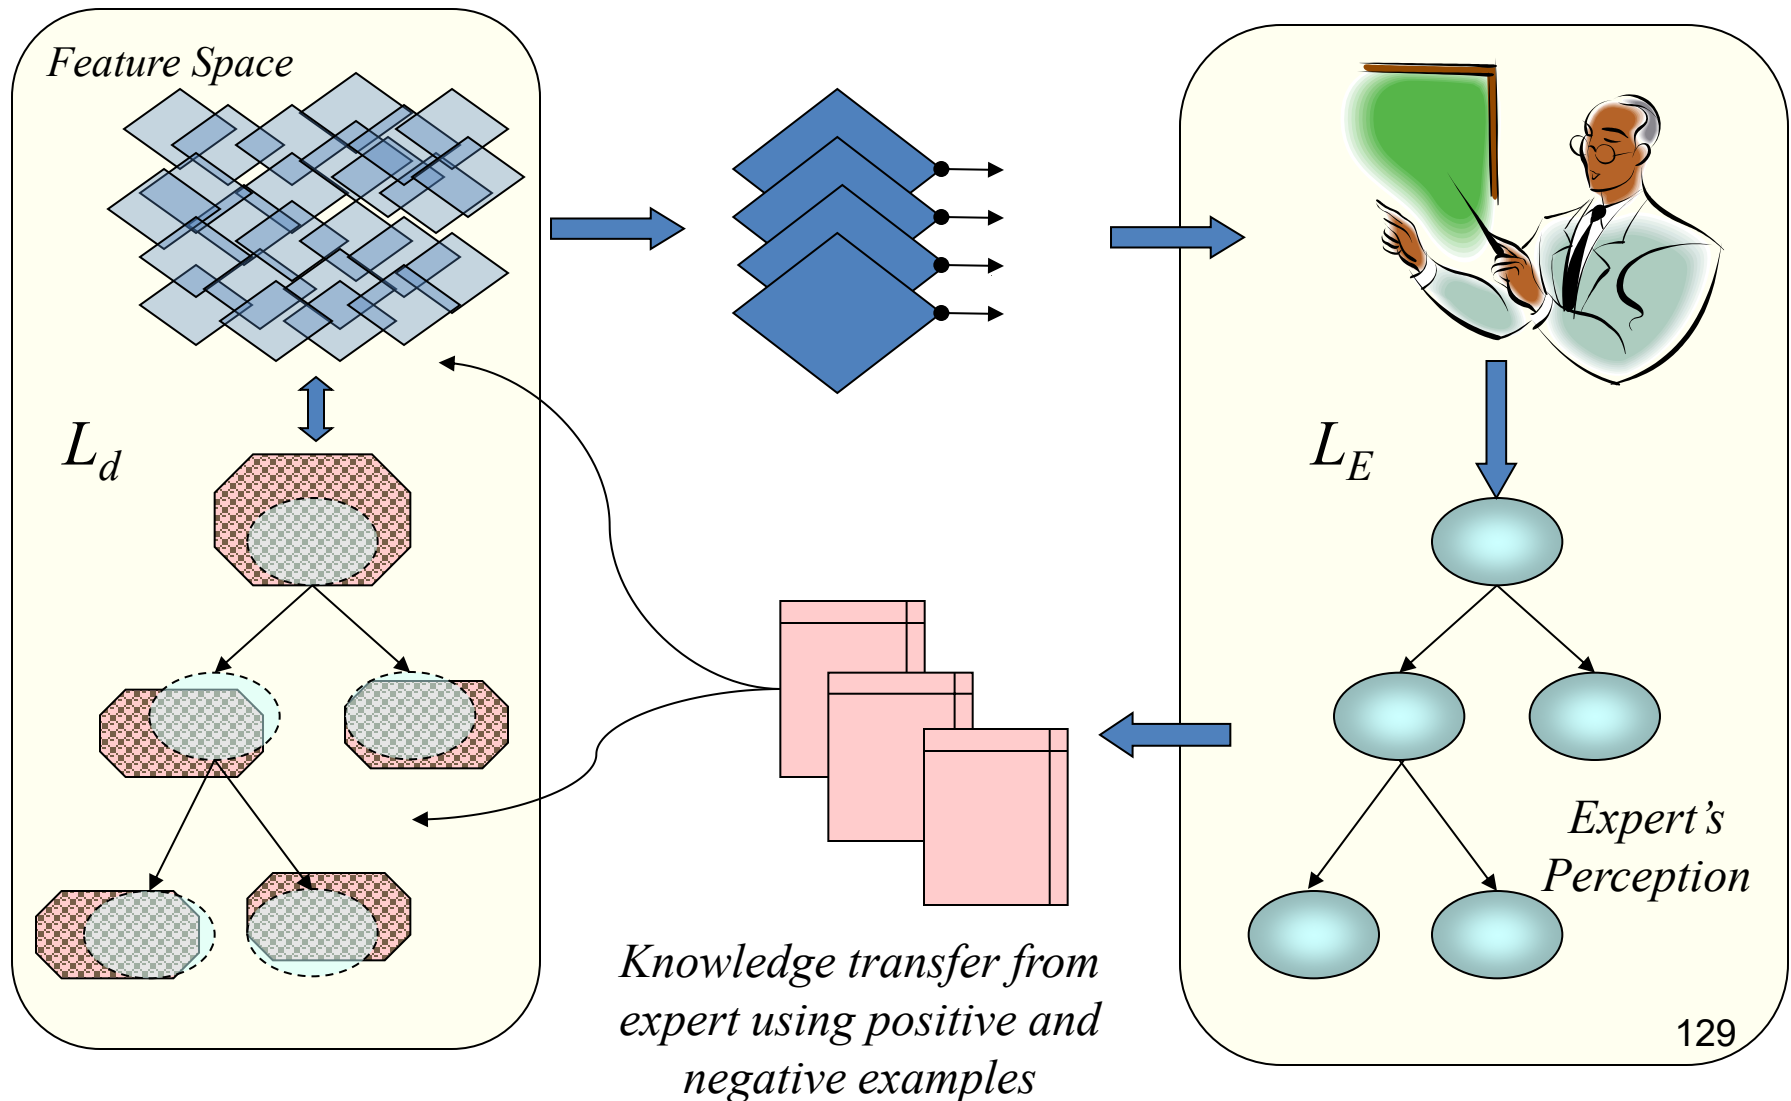 Feature Space
L_d
L_E
Expert’s
Perception
Knowledge transfer from
expert using positive and
negative examples
129